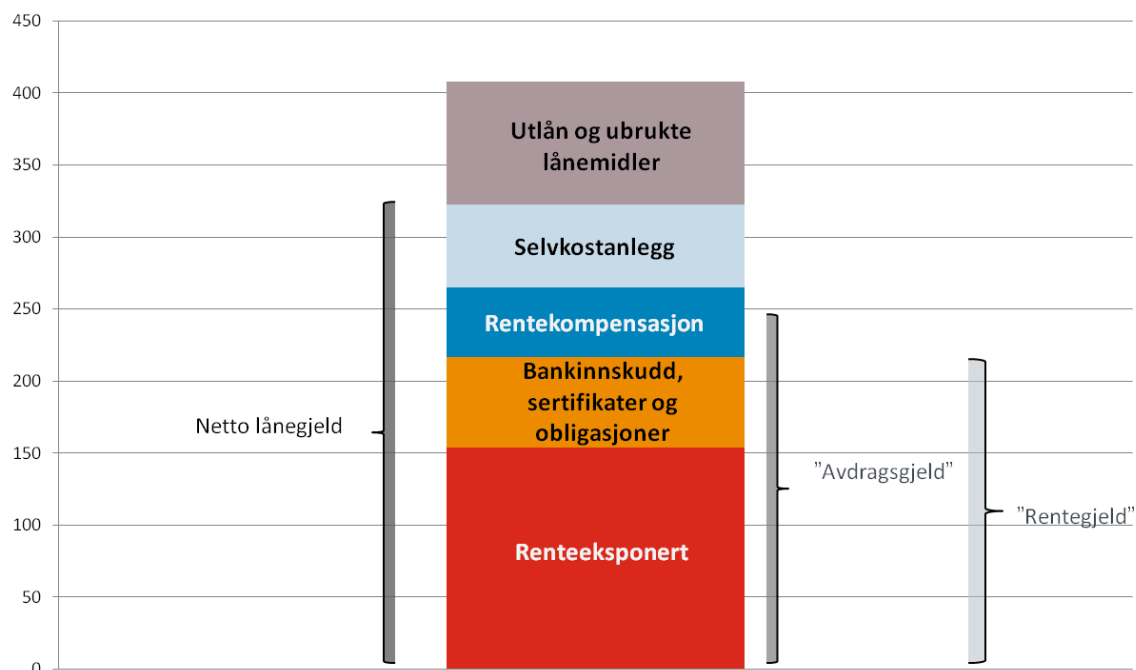 450
400
350
300
250
200
150
100
50
0
Utlån og ubrukte
lånemidler
Selvkostanlegg
Rentekompensasjon
Bankinnskudd,
sertifikater og
obligasjoner
Renteeksponert
Netto lånegjeld
”Avdragsgjeld”
”Rentegjeld”